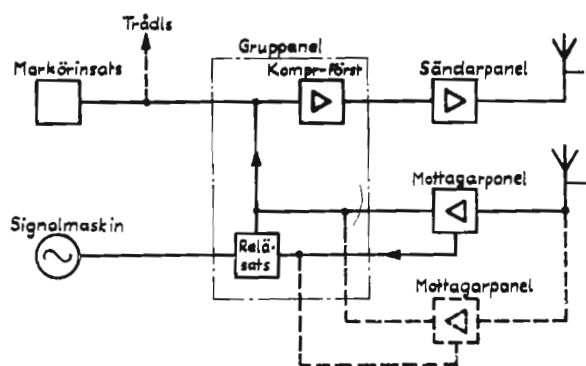 Trådls
Gruppanel
Markörinsats
Kompr-först
Sändarpanel
Mottagarpanel
Signalmaskin
Relä-
sats
Mottagarpanel